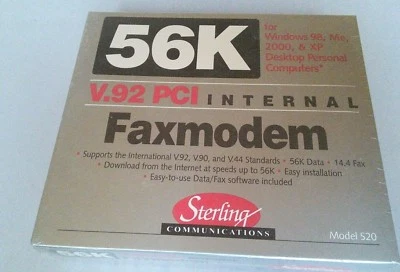 56K
for
Windows 98, Me,
2000, & XP
Desktop Personal
Computers*
V.92 PCI INTERNAL
Faxmodem
• Supports the International V.92, V.90, and V.44 Standards • 56K Data • 14.4 Fax
• Download from the Internet at speeds up to 56K • Easy installation
• Easy-to-use Data/Fax software included
Sterling
COMMUNICATIONS
Model 520